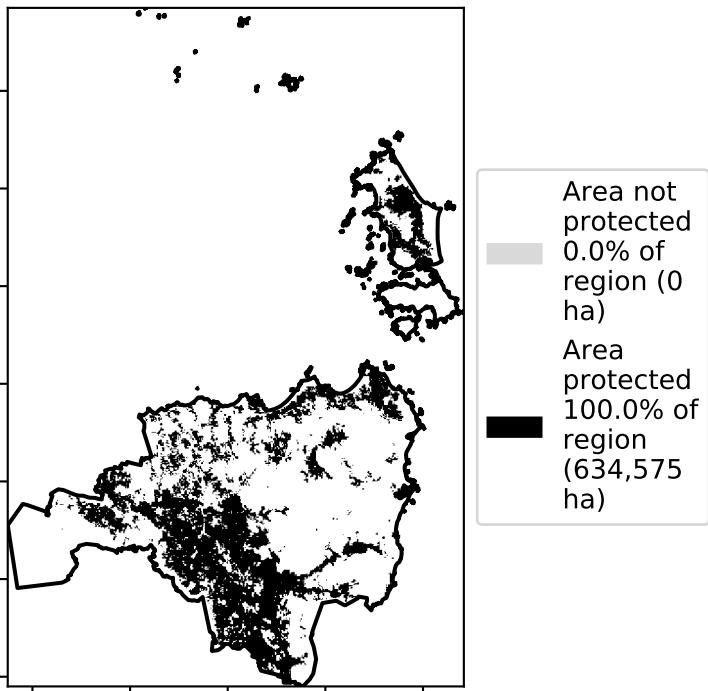 Area not
protected
0.0% of
region (0
ha)
Area
protected
100.0% of
region
(634,575
ha)